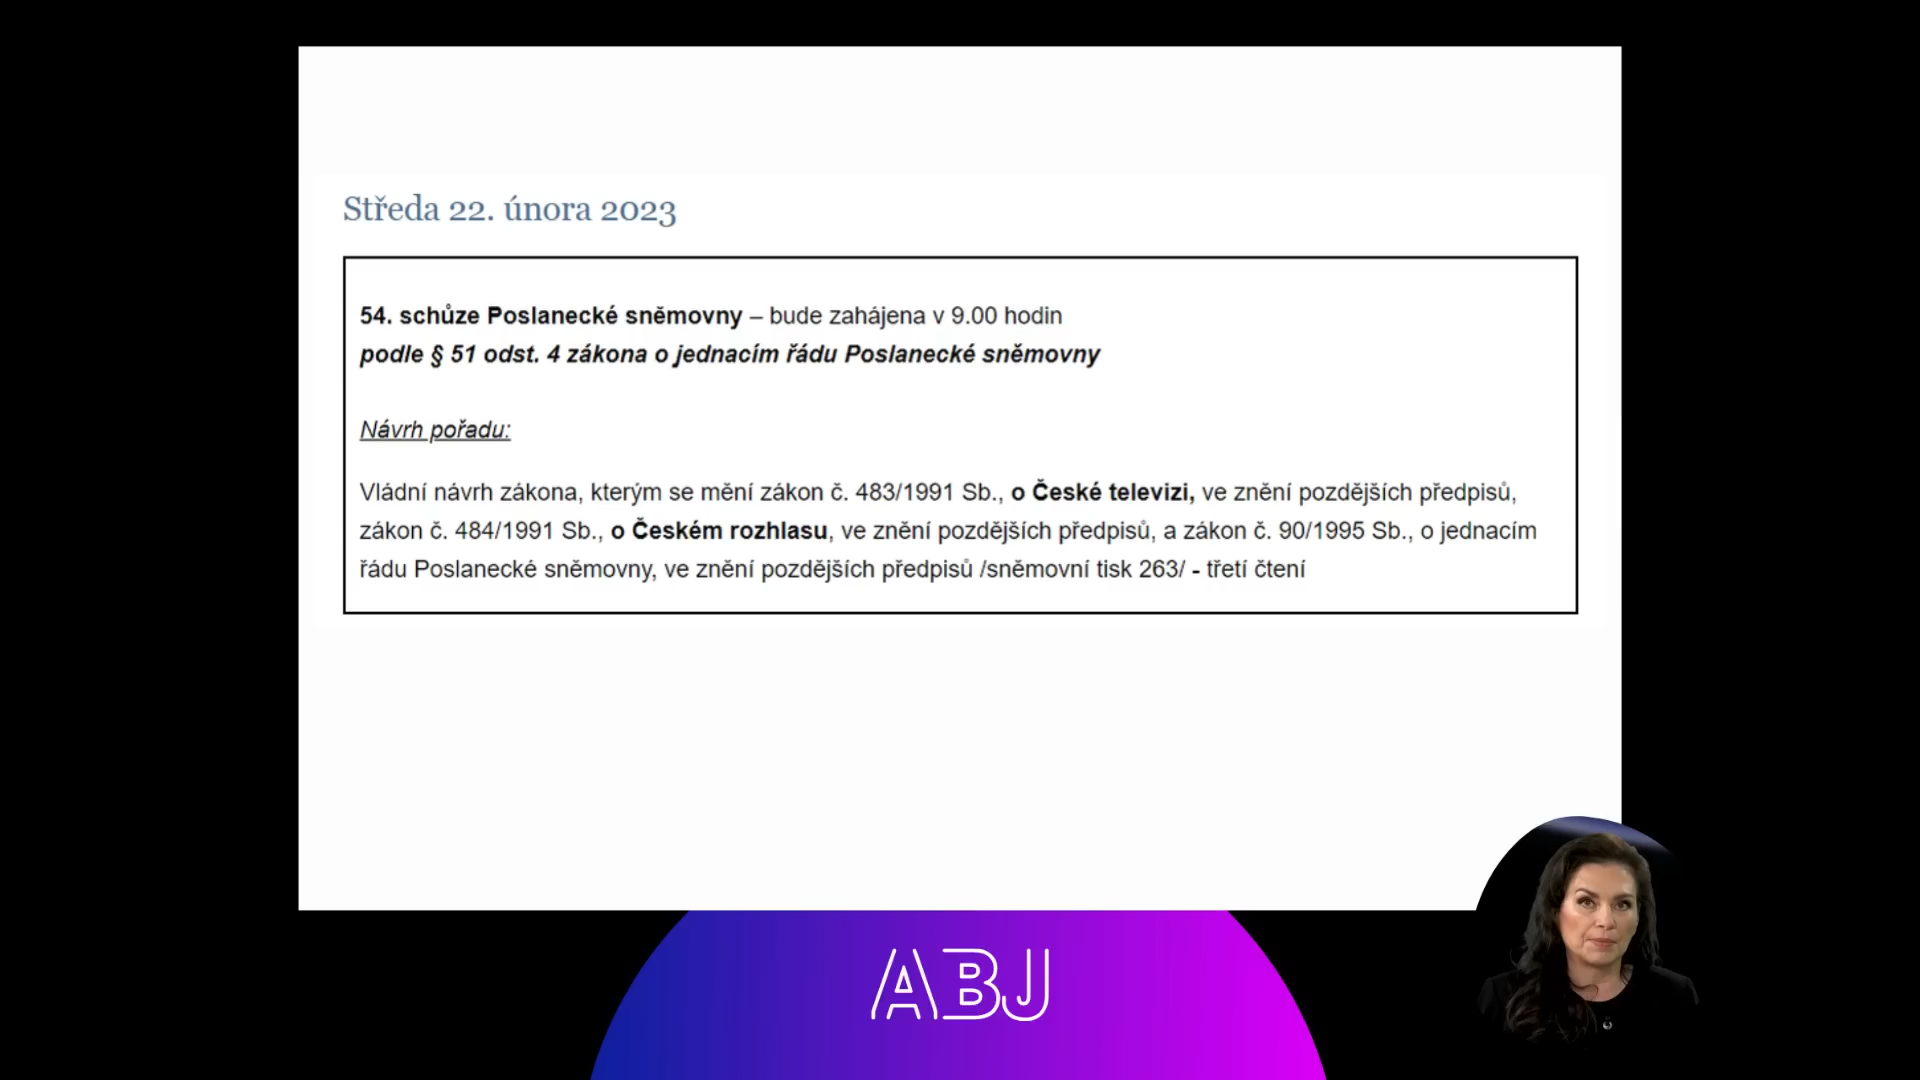 Středa 22. února 2023
54. schůze Poslanecké sněmovny – bude zahájena v 9.00 hodin
podle § 51 odst. 4 zákona o jednacím řádu Poslanecké sněmovny
Návrh pořadu:
Vládní návrh zákona, kterým se mění zákon č. 483/1991 Sb., o České televizi, ve znění pozdějších předpisů,
zákon č. 484/1991 Sb., o Českém rozhlasu, ve znění pozdějších předpisů, a zákon č. 90/1995 Sb., o jednacím
řádu Poslanecké sněmovny, ve znění pozdějších předpisů /sněmovní tisk 263/ - třetí čtení
ABJ